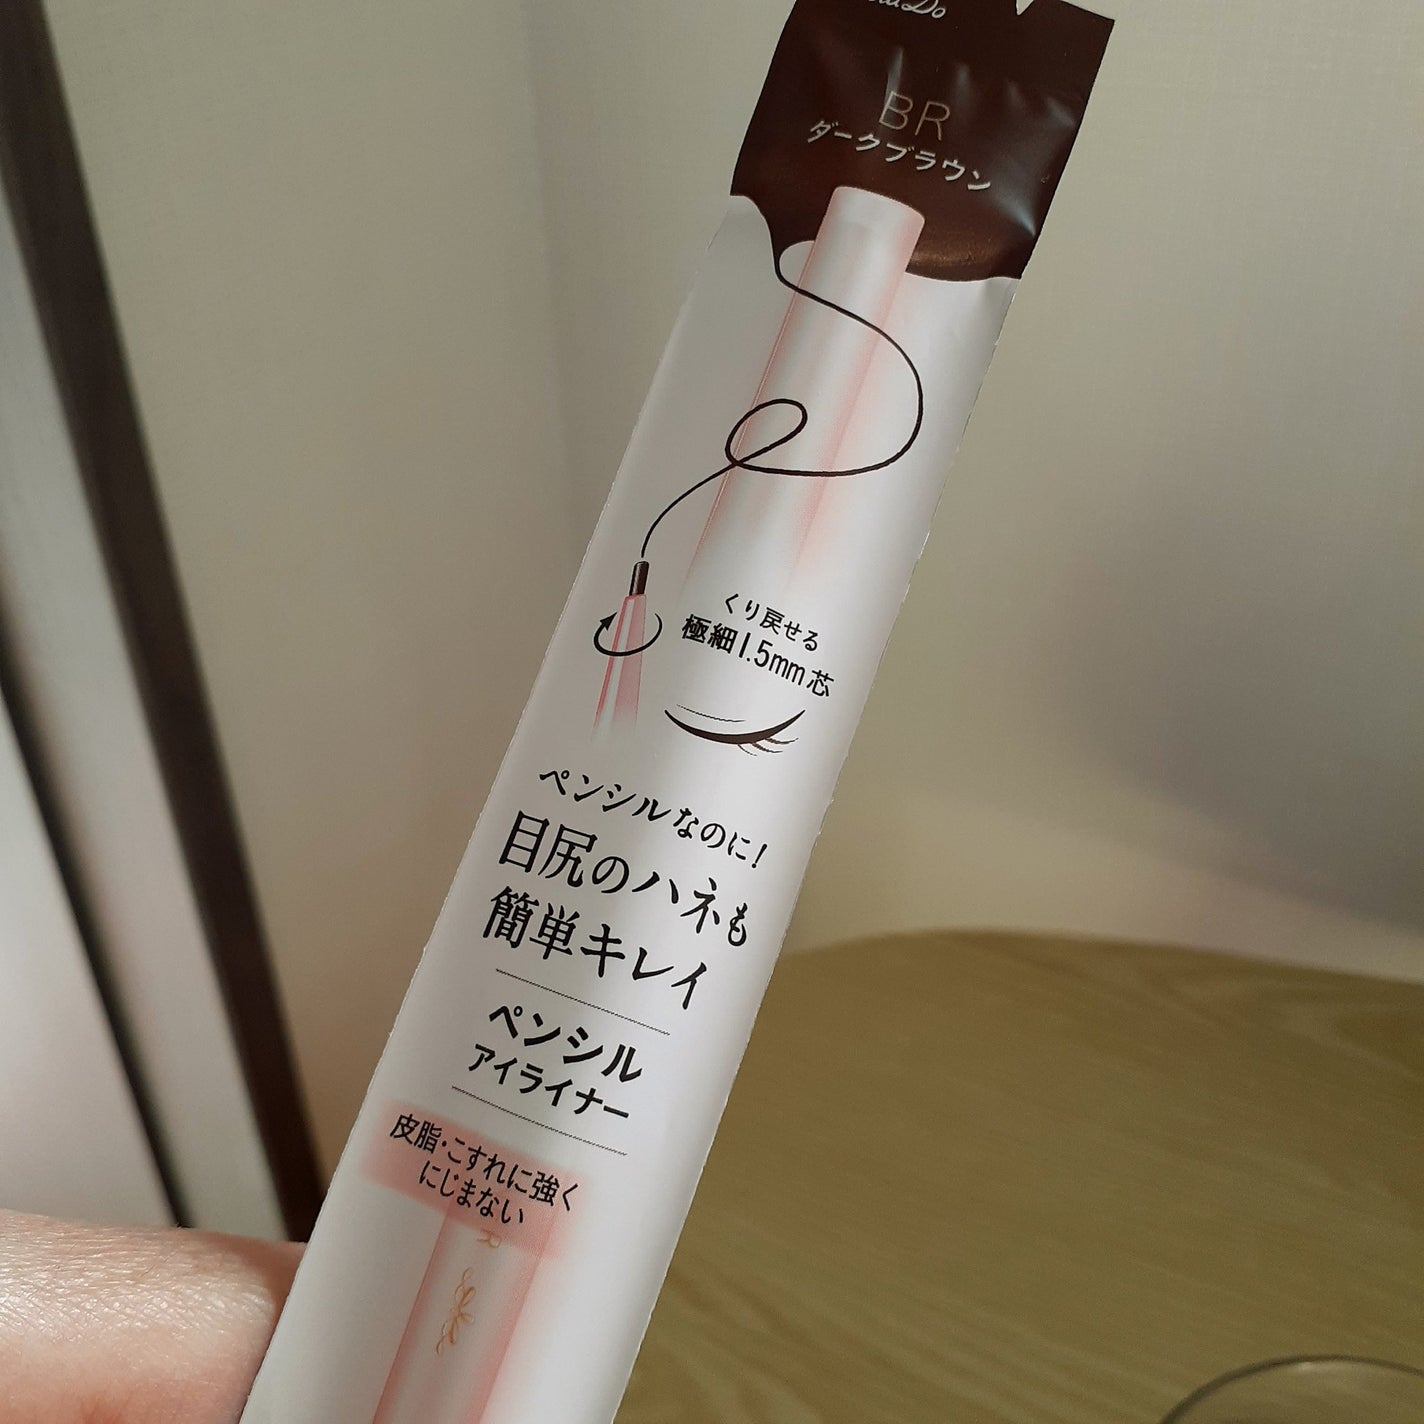 BR
ダークブラウン
くり戻せる
極細1.5mm芯
ペンシルなのに!
目尻のハネも
簡単キレイ
ペンシル
アイライナー
皮脂・こすれに強く
にじまない